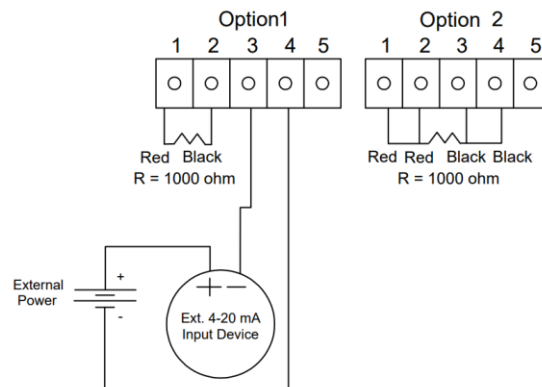 Option1
1 2 3 4 5
Red Black
R = 1000 ohm
Option 2
1 2 3 4 5
Red Red Black Black
R = 1000 ohm
External
Power
+
-
+ −
Ext. 4-20 mA
Input Device